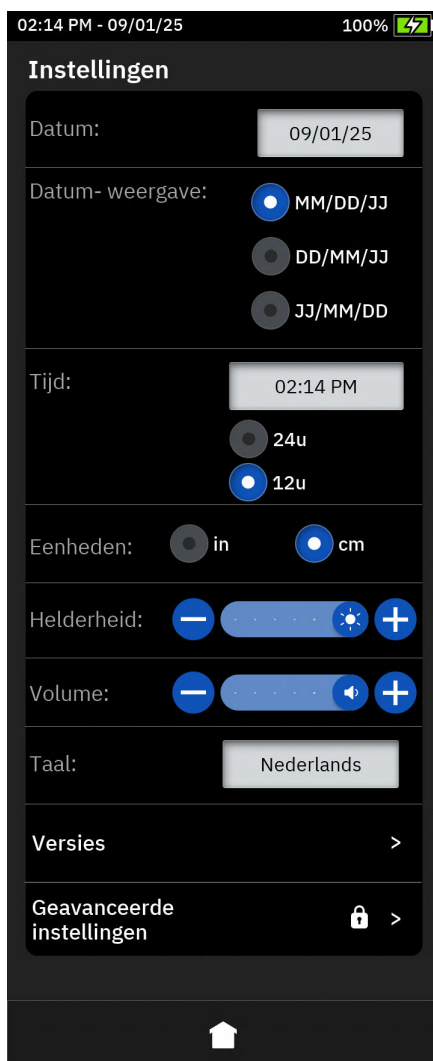 02:14 PM - 09/01/25 100%
Instellingen
Datum: 09/01/25
Datum- weergave: MM/DD/JJ
DD/MM/JJ
JJ/MM/DD
Tijd: 02:14 PM
24u
12u
Eenheden: in cm
Helderheid:
Volume:
Taal: Nederlands
Versies >
Geavanceerde
instellingen >